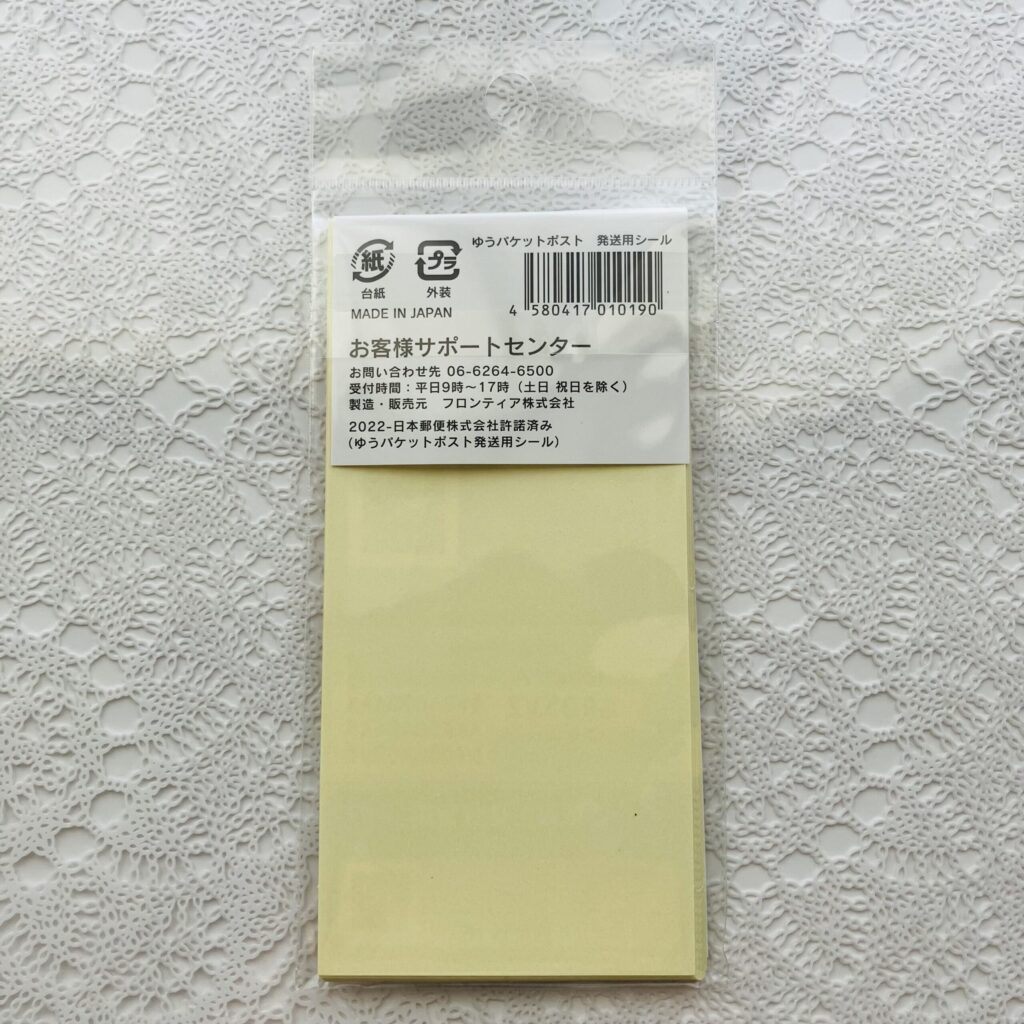 ゆうパケットポスト 発送用シール
紙
台紙
プラ
外装
4 580417 010190
MADE IN JAPAN
お客様サポートセンター
お問い合わせ先 06-6264-6500
受付時間：平日9時～17時（土日 祝日を除く）
製造・販売元 フロンティア株式会社
2022-日本郵便株式会社許諾済み
（ゆうパケットポスト発送用シール）